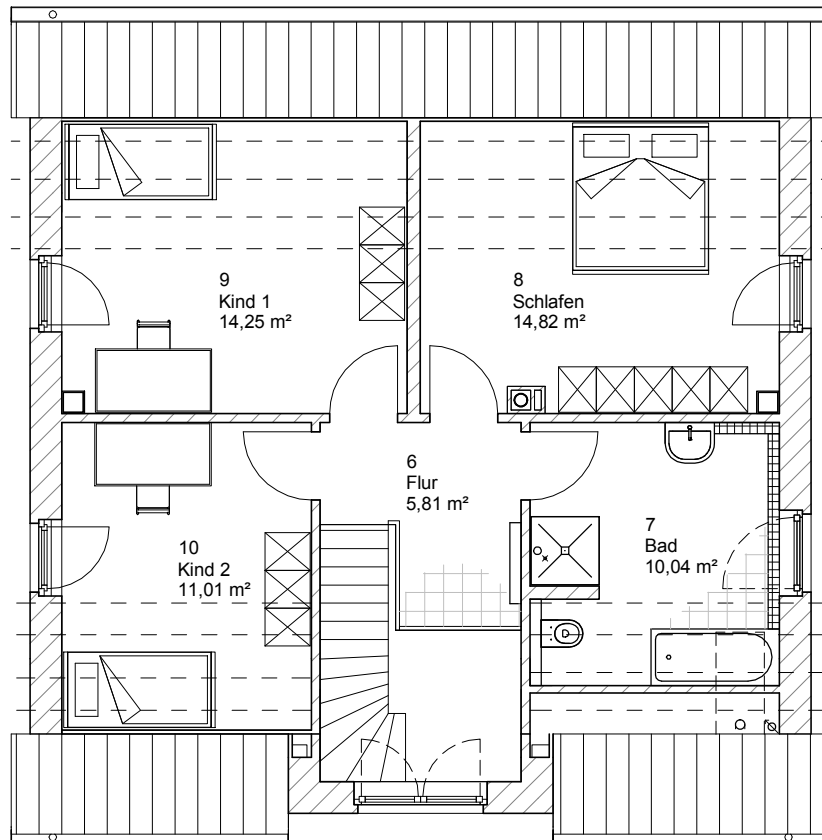 9
Kind 1
14,25 m²
8
Schlafen
14,82 m²
6
Flur
5,81 m²
7
Bad
10,04 m²
10
Kind 2
11,01 m²